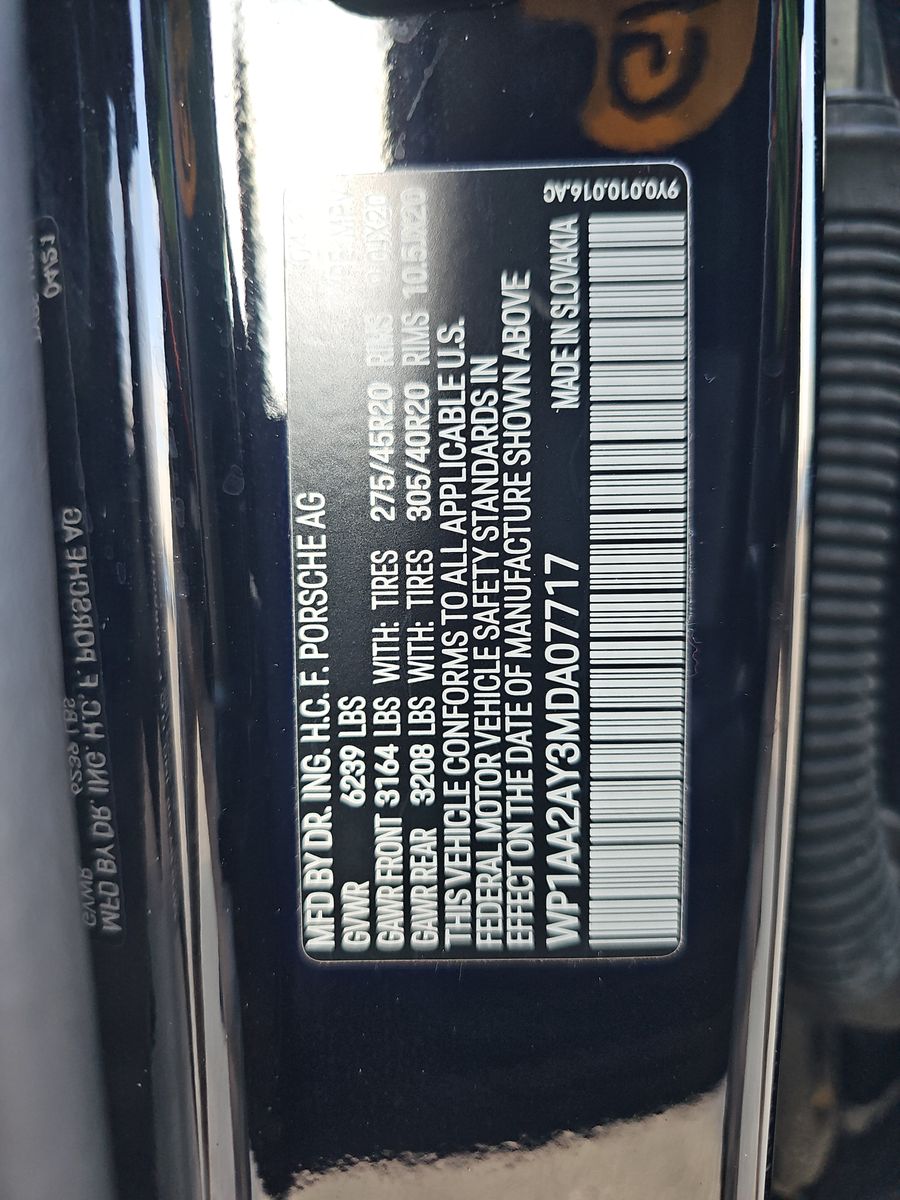 MFD BY DR. ING. H.C. F. PORSCHE AG
GVWR 6239 LBS
GAWR FRONT 3164 LBS WITH: TIRES 275/45R20 RIMS
GAWR REAR 3208 LBS WITH: TIRES 305/40R20 RIMS
THIS VEHICLE CONFORMS TO ALL APPLICABLE U.S.
FEDERAL MOTOR VEHICLE SAFETY STANDARDS IN
EFFECT ON THE DATE OF MANUFACTURE SHOWN ABOVE
WP1AA2AY3MDA07717 MADE IN SLOVAKIA
9Y0.010.016.AC